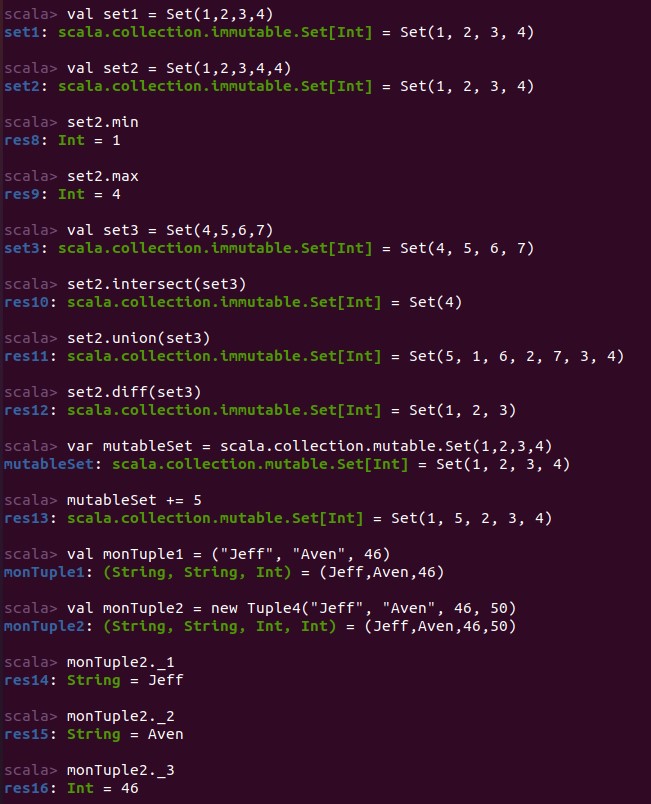 scala> val set1 = Set(1,2,3,4)
set1: scala.collection.immutable.Set[Int] = Set(1, 2, 3, 4)
scala> val set2 = Set(1,2,3,4,4)
set2: scala.collection.immutable.Set[Int] = Set(1, 2, 3, 4)
scala> set2.min
res8: Int = 1
scala> set2.max
res9: Int = 4
scala> val set3 = Set(4,5,6,7)
set3: scala.collection.immutable.Set[Int] = Set(4, 5, 6, 7)
scala> set2.intersect(set3)
res10: scala.collection.immutable.Set[Int] = Set(4)
scala> set2.union(set3)
res11: scala.collection.immutable.Set[Int] = Set(5, 1, 6, 2, 7, 3, 4)
scala> set2.diff(set3)
res12: scala.collection.immutable.Set[Int] = Set(1, 2, 3)
scala> var mutableSet = scala.collection.mutable.Set(1,2,3,4)
mutableSet: scala.collection.mutable.Set[Int] = Set(1, 2, 3, 4)
scala> mutableSet += 5
res13: scala.collection.mutable.Set[Int] = Set(1, 5, 2, 3, 4)
scala> val monTuple1 = ("Jeff", "Aven", 46)
monTuple1: (String, String, Int) = (Jeff,Aven,46)
scala> val monTuple2 = new Tuple4("Jeff", "Aven", 46, 50)
monTuple2: (String, String, Int, Int) = (Jeff,Aven,46,50)
scala> monTuple2._1
res14: String = Jeff
scala> monTuple2._2
res15: String = Aven
scala> monTuple2._3
res16: Int = 46